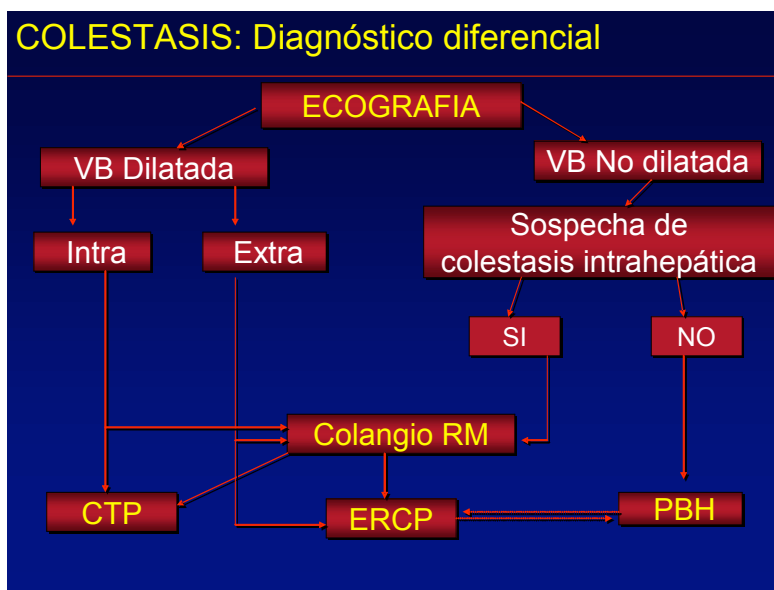 COLESTASIS: Diagnóstico diferencial
ECOGRAFIA
VB Dilatada
VB No dilatada
Intra
Extra
Sospecha de
colestasis intrahepática
SI
NO
Colangio RM
CTP
ERCP
PBH